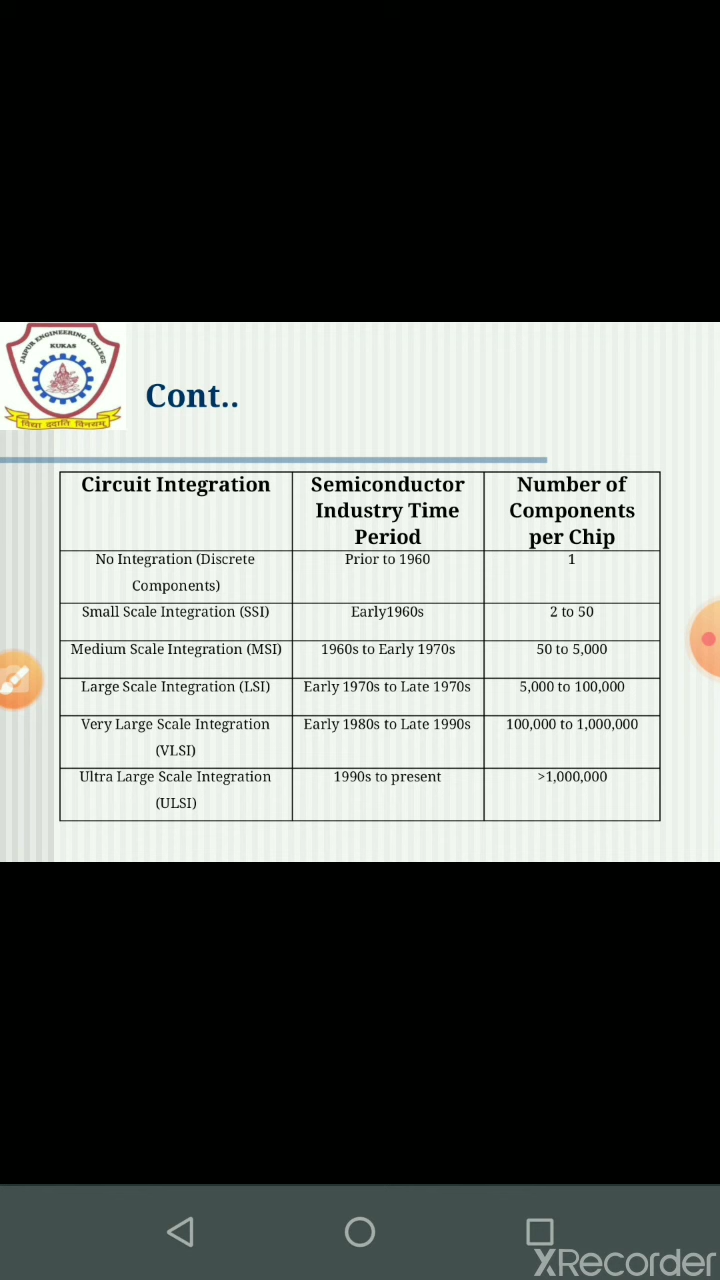 JAIPUR ENGINEERING COLLEGE
KUKAS
विद्या ददाति विनयम्
Cont..
Circuit Integration
Semiconductor
Industry Time
Period
Number of
Components
per Chip
No Integration (Discrete
Components)
Prior to 1960
1
Small Scale Integration (SSI)
Early1960s
2 to 50
Medium Scale Integration (MSI)
1960s to Early 1970s
50 to 5,000
Large Scale Integration (LSI)
Early 1970s to Late 1970s
5,000 to 100,000
Very Large Scale Integration
(VLSI)
Early 1980s to Late 1990s
100,000 to 1,000,000
Ultra Large Scale Integration
(ULSI)
1990s to present
>1,000,000
XRecorder